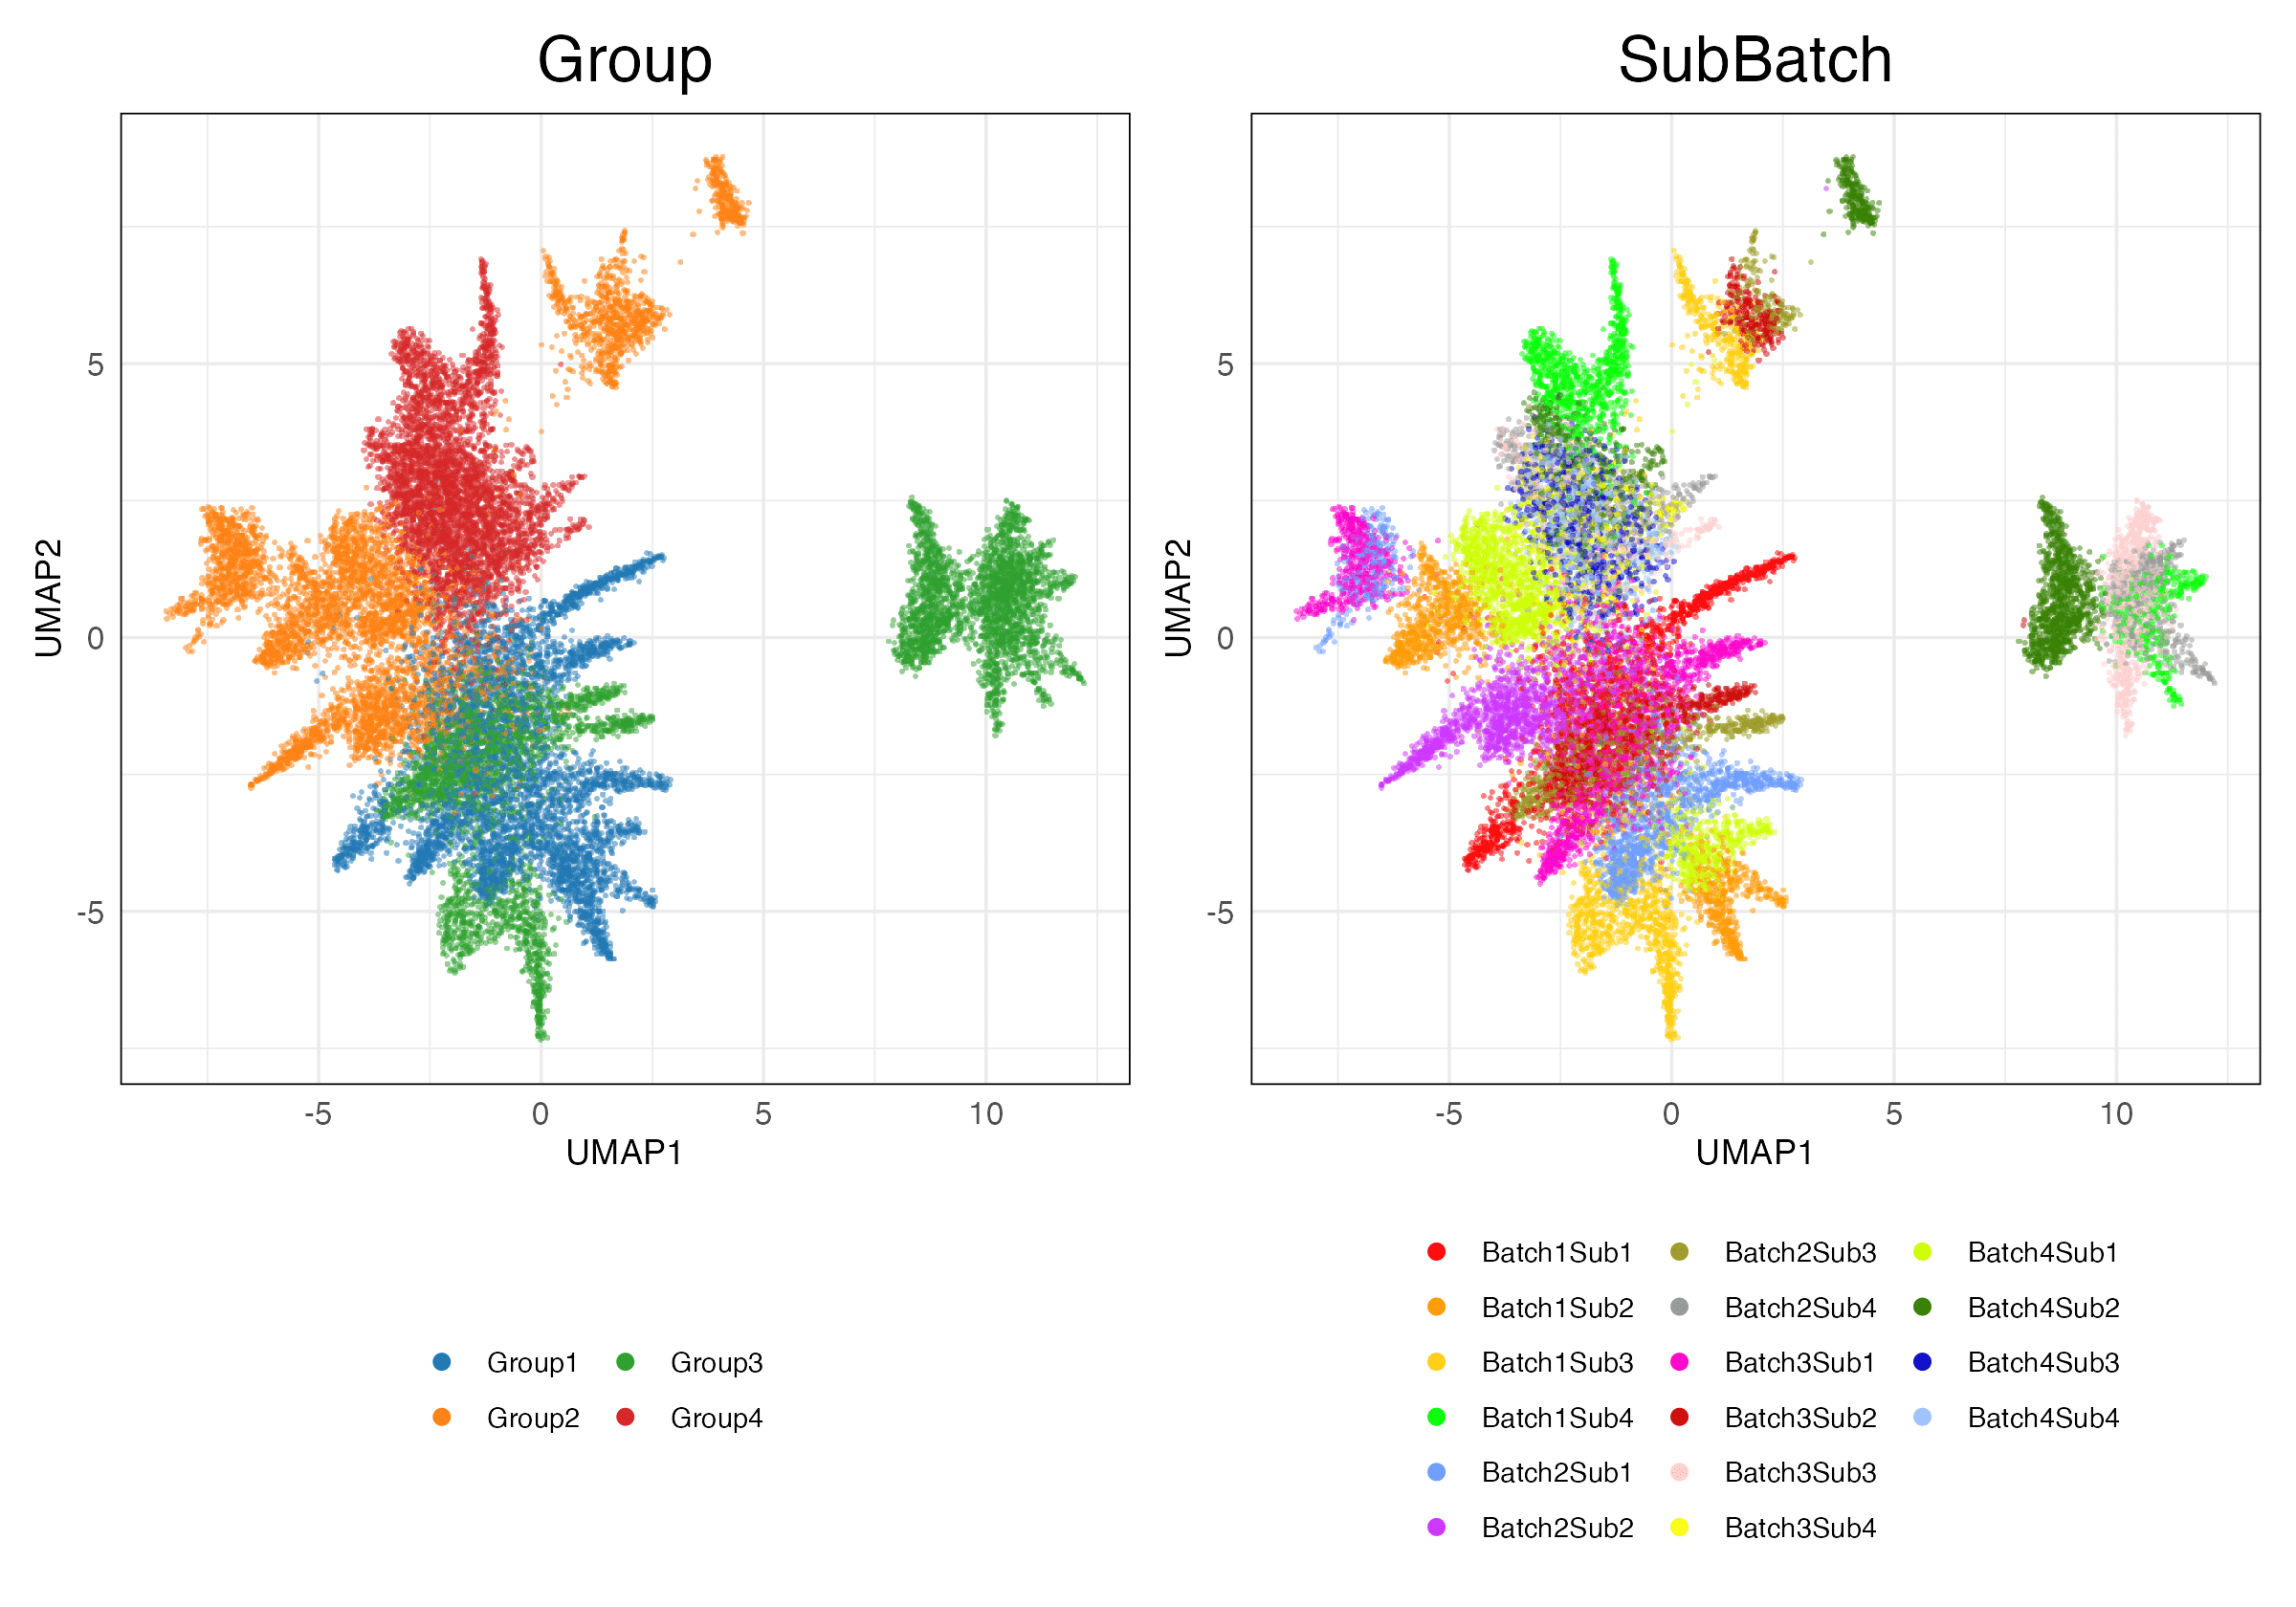 Group
SubBatch
5
0
-5
UMAP2
-5 0 5 10
UMAP1
5
0
-5
UMAP2
-5 0 5 10
UMAP1
Group1 Group3
Group2 Group4
Batch1Sub1 Batch2Sub3 Batch4Sub1
Batch1Sub2 Batch2Sub4 Batch4Sub2
Batch1Sub3 Batch3Sub1 Batch4Sub3
Batch1Sub4 Batch3Sub2 Batch4Sub4
Batch2Sub1 Batch3Sub3
Batch2Sub2 Batch3Sub4